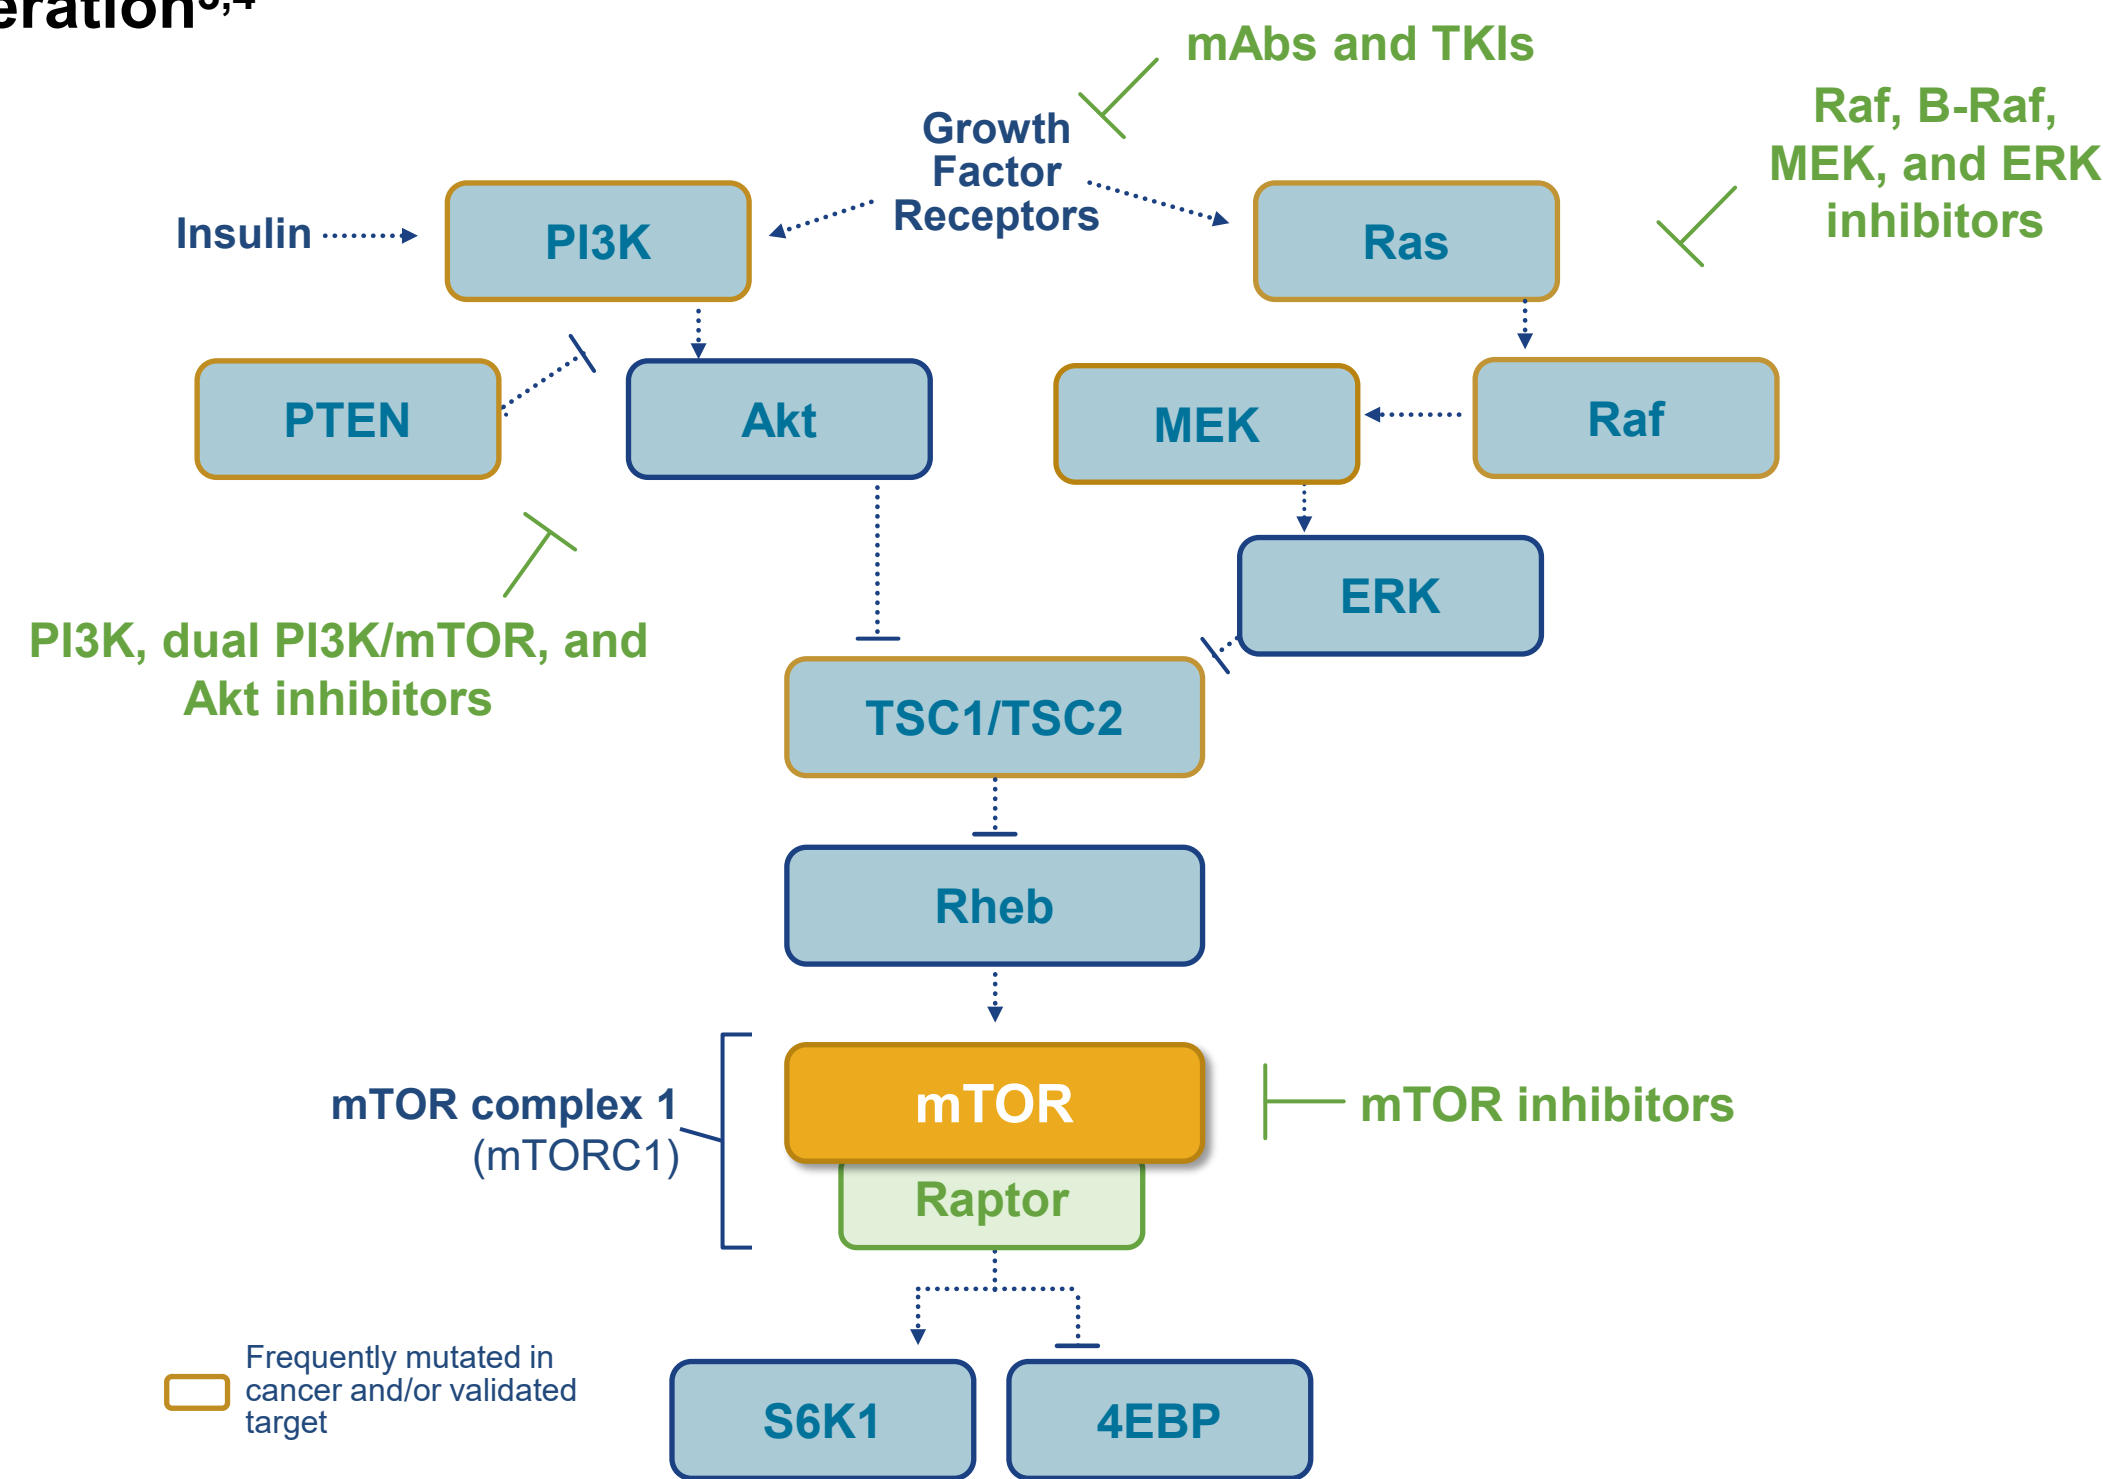 mAbs and TKIs
Growth
Factor
Receptors
Raf, B-Raf,
MEK, and ERK
inhibitors
Insulin
PI3K
Ras
PTEN
Akt
MEK
Raf
ERK
PI3K, dual PI3K/mTOR, and
Akt inhibitors
TSC1/TSC2
Rheb
mTOR complex 1
(mTORC1)
mTOR
mTOR inhibitors
Raptor
Frequently mutated in
cancer and/or validated
target
S6K1
4EBP